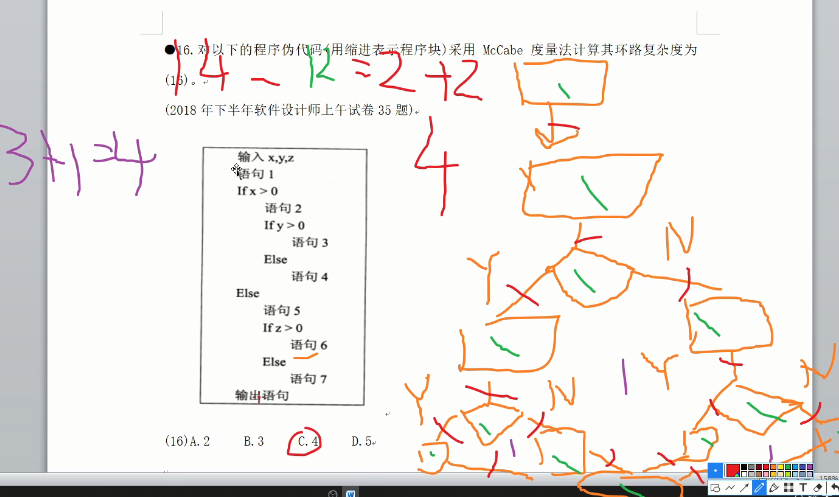 ●16.对以下的程序伪代码(用缩进表示程序块)采用 McCabe 度量法计算其环路复杂度为
(16)。
14 - 12 = 2 + 2
4
(2018 年下半年软件设计师上午试卷 35 题)。
3+1=4
输入 x,y,z
语句 1
If x > 0
语句 2
If y > 0
语句 3
Else
语句 4
Else
语句 5
If z > 0
语句 6
Else
语句 7
输出语句
Y
N
Y
N
1
Y
N
1
1
(16)A.2 B.3 C.4 D.5